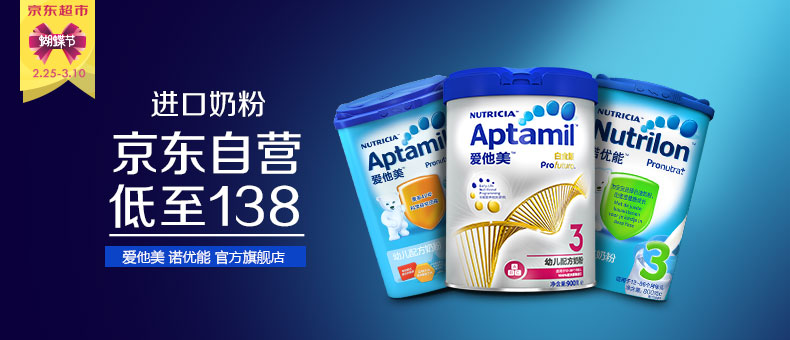 京东超市
蝴蝶节
2.25-3.10
进口奶粉
京东自营
低至138
爱他美 诺优能 官方旗舰店
NUTRICIA
Aptamil
爱他美
Pronutra+
幼儿配方奶粉
NUTRICIA
Aptamil
爱他美
白金版
Profutura
3
幼儿配方奶粉
净含量:900克
NUTRICIA
Nutrilon
诺优能
Pronutra+
3
奶粉